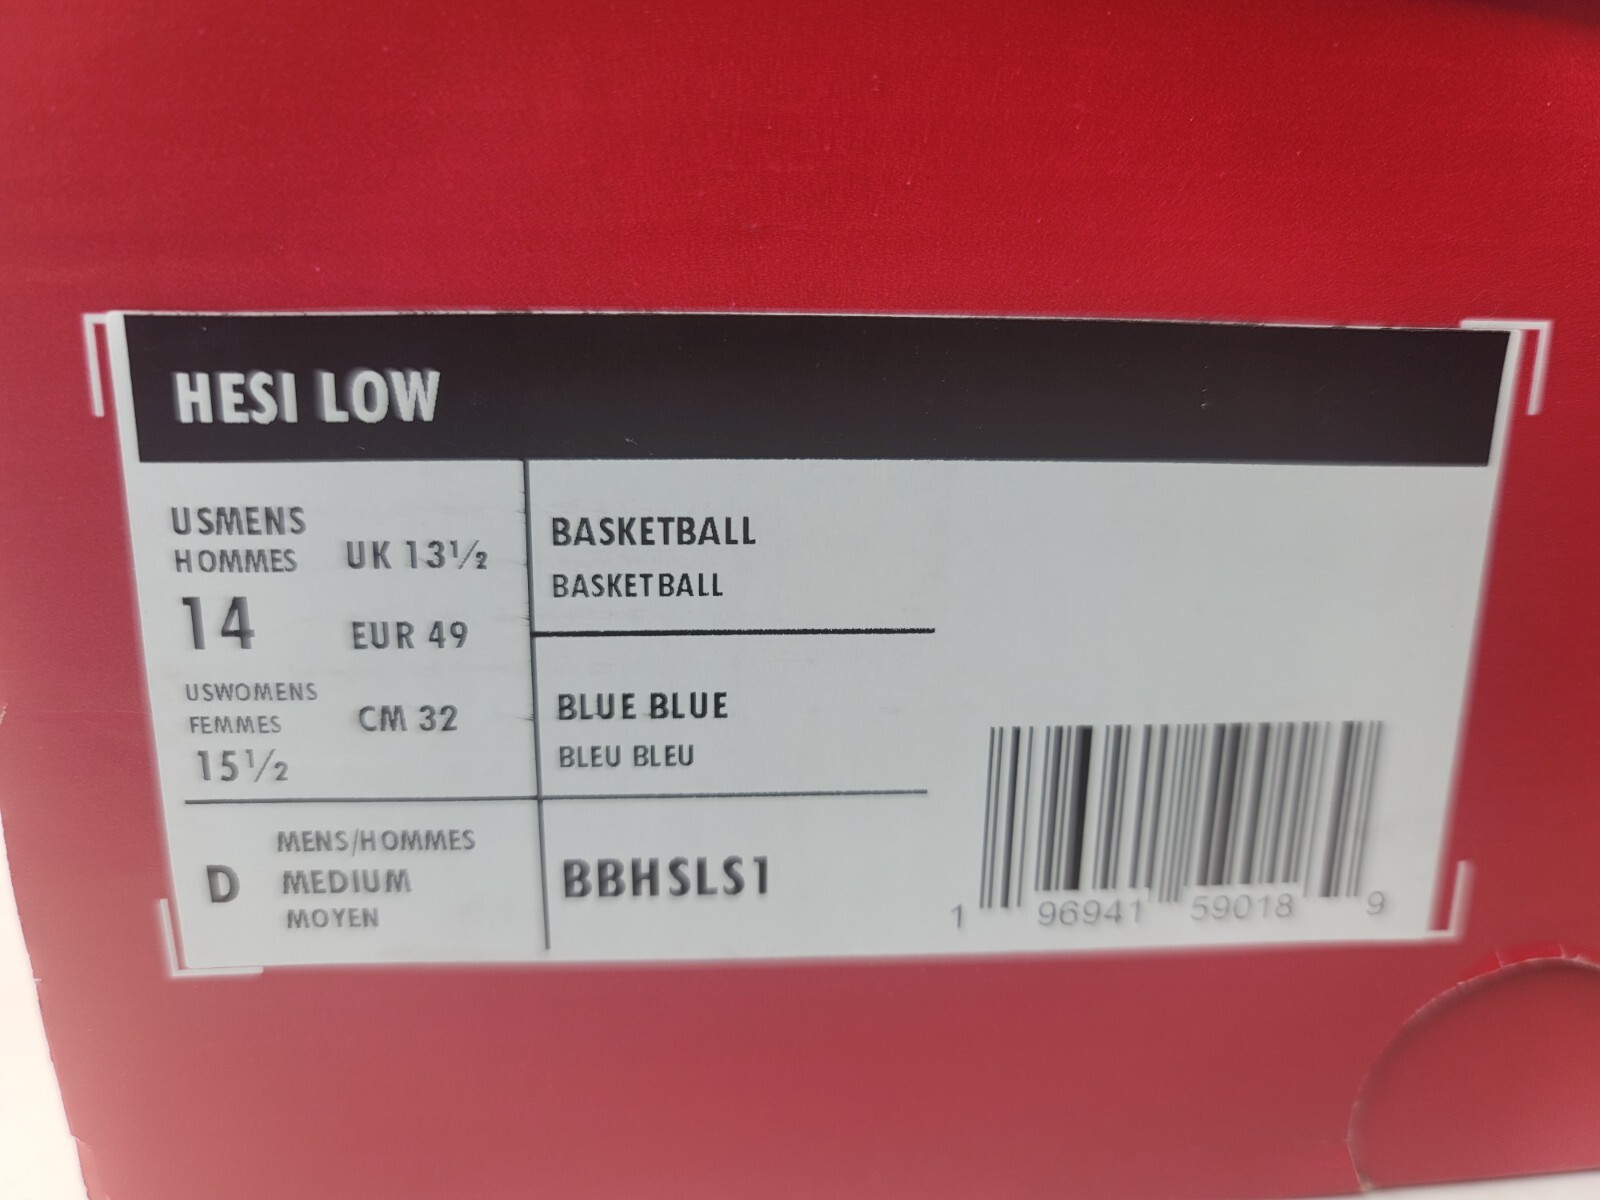 HESI LOW
USMENS
HOMMES
14
UK 13½
EUR 49
USWOMENS
FEMMES
15½
CM 32
BASKETBALL
BASKETBALL
BLUE BLUE
BLEU BLEU
D
MENS/HOMMES
MEDIUM
MOYEN
BBHSLS1
1 96941 59018 9